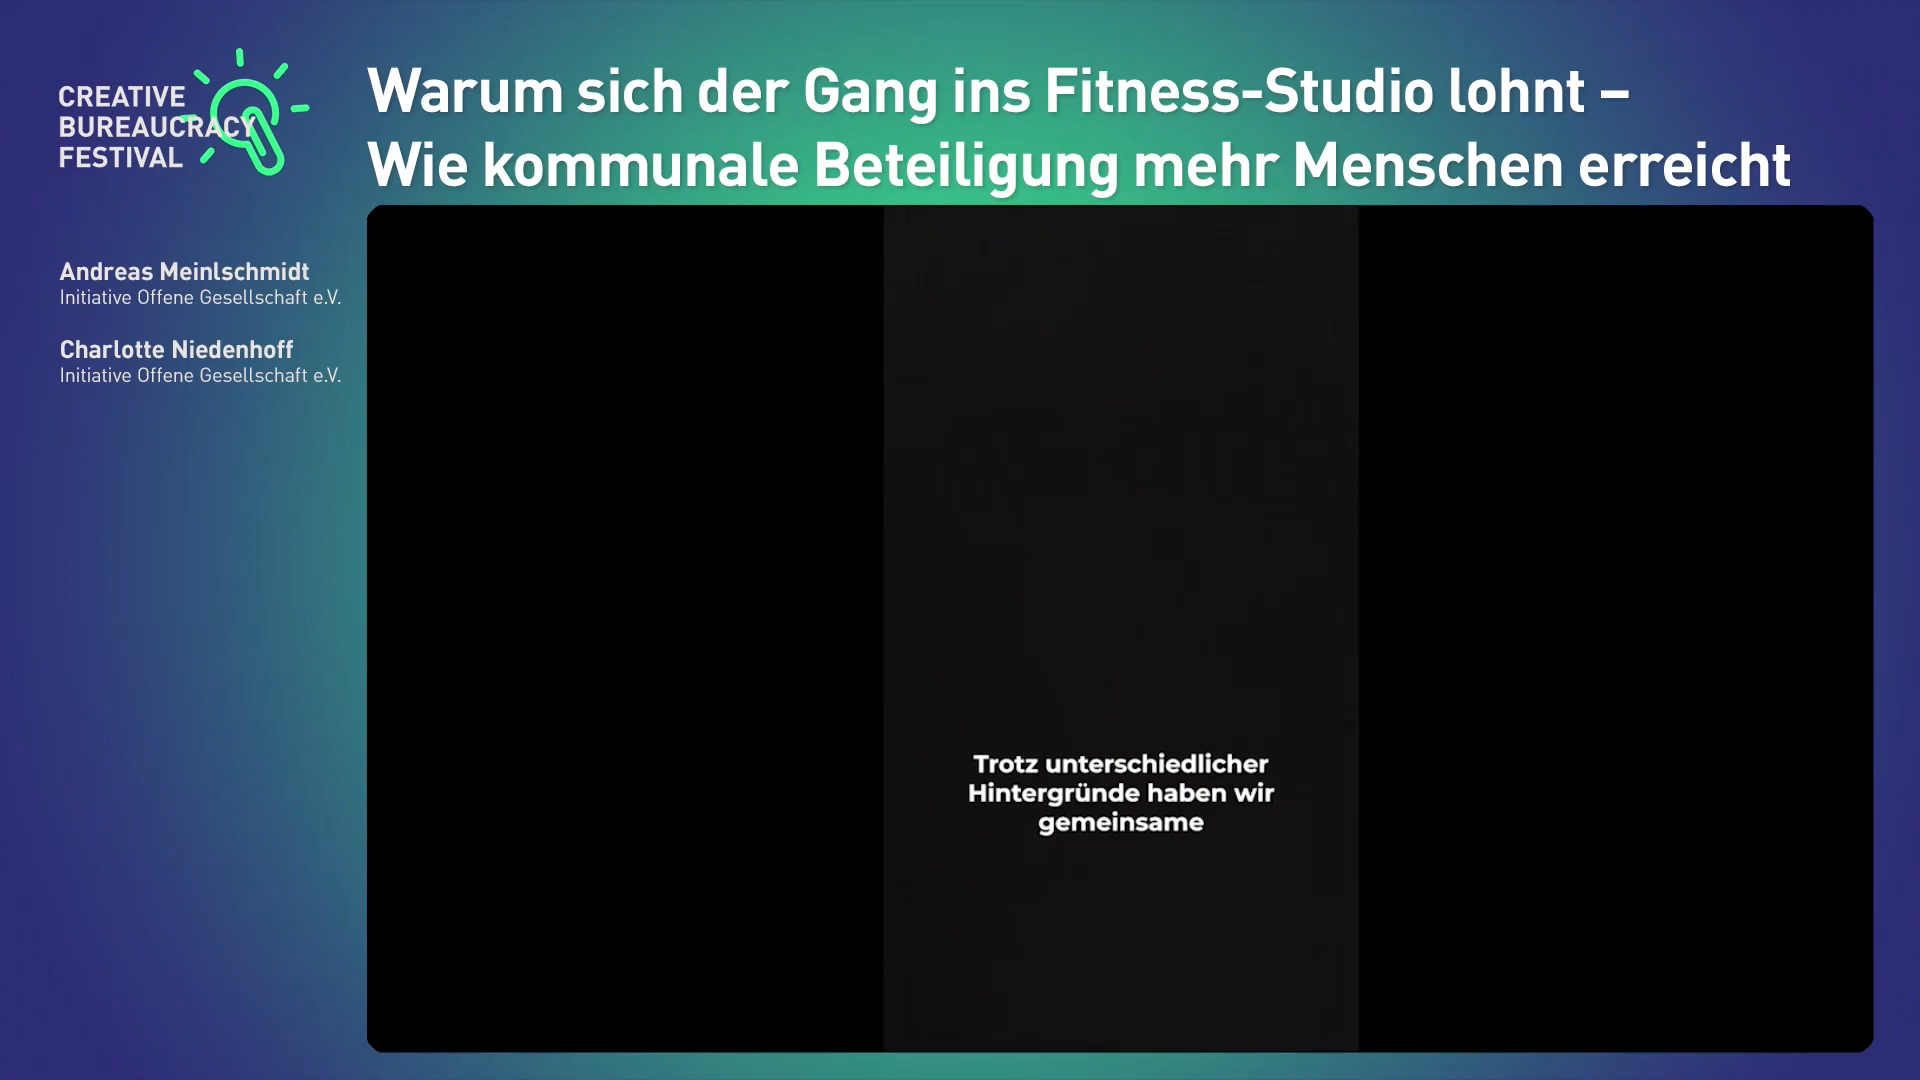 CREATIVE
BUREAUCRACY
FESTIVAL
Warum sich der Gang ins Fitness-Studio lohnt –
Wie kommunale Beteiligung mehr Menschen erreicht
Andreas Meinlschmidt
Initiative Offene Gesellschaft e.V.
Charlotte Niedenhoff
Initiative Offene Gesellschaft e.V.
Trotz unterschiedlicher
Hintergründe haben wir
gemeinsame